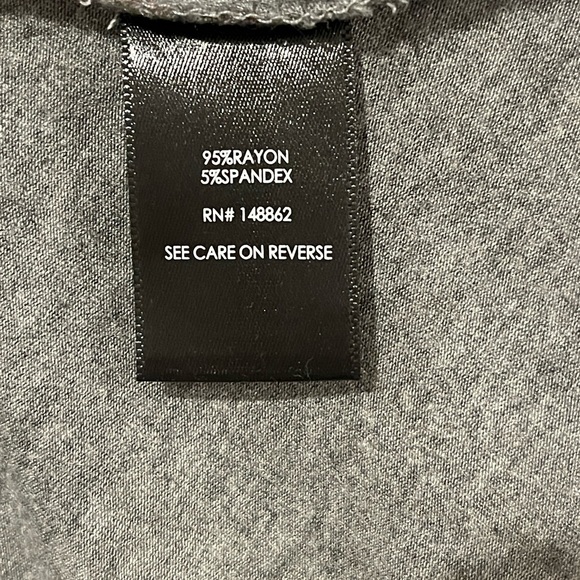 95%RAYON
5%SPANDEX
RN# 148862
SEE CARE ON REVERSE